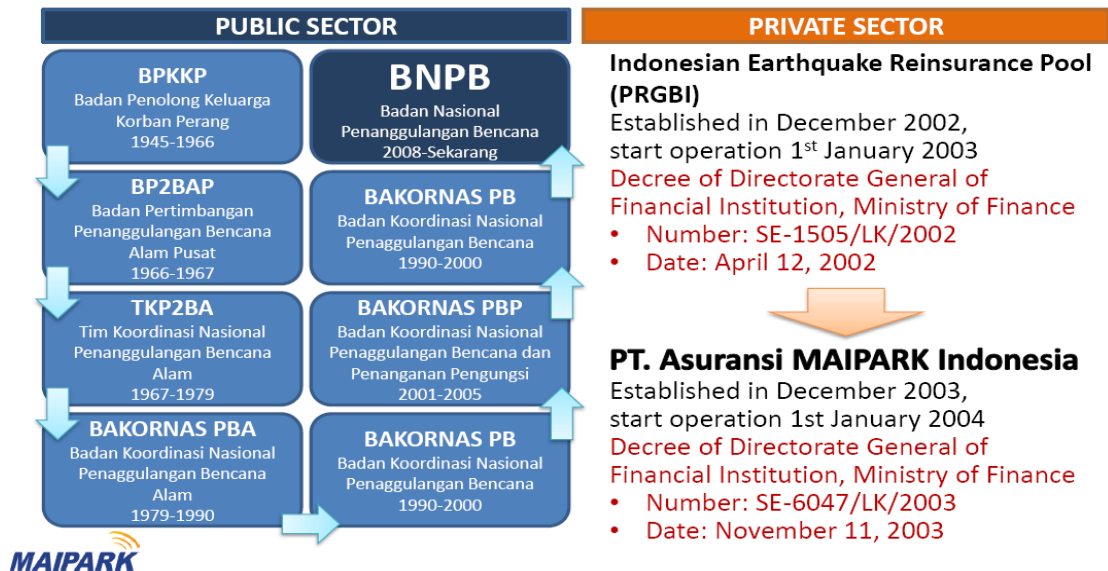 PUBLIC SECTOR
BPKKP
Badan Penolong Keluarga
Korban Perang
1945-1966
BP2BAP
Badan Pertimbangan
Penanggulangan Bencana
Alam Pusat
1966-1967
TKP2BA
Tim Koordinasi Nasional
Penanggulangan Bencana
Alam
1967-1979
BAKORNAS PBA
Badan Koordinasi Nasional
Penaggulangan Bencana
Alam
1979-1990
BAKORNAS PB
Badan Koordinasi Nasional
Penaggulangan Bencana
1990-2000
BAKORNAS PBP
Badan Koordinasi Nasional
Penaggulangan Bencana dan
Penanganan Pengungsi
2001-2005
BAKORNAS PB
Badan Koordinasi Nasional
Penaggulangan Bencana
1990-2000
BNPB
Badan Nasional
Penanggulangan Bencana
2008-Sekarang
PRIVATE SECTOR
Indonesian Earthquake Reinsurance Pool
(PRGBI)
Established in December 2002,
start operation 1st January 2003
Decree of Directorate General of
Financial Institution, Ministry of Finance
• Number: SE-1505/LK/2002
• Date: April 12, 2002
PT. Asuransi MAIPARK Indonesia
Established in December 2003,
start operation 1st January 2004
Decree of Directorate General of
Financial Institution, Ministry of Finance
• Number: SE-6047/LK/2003
• Date: November 11, 2003
MAIPARK